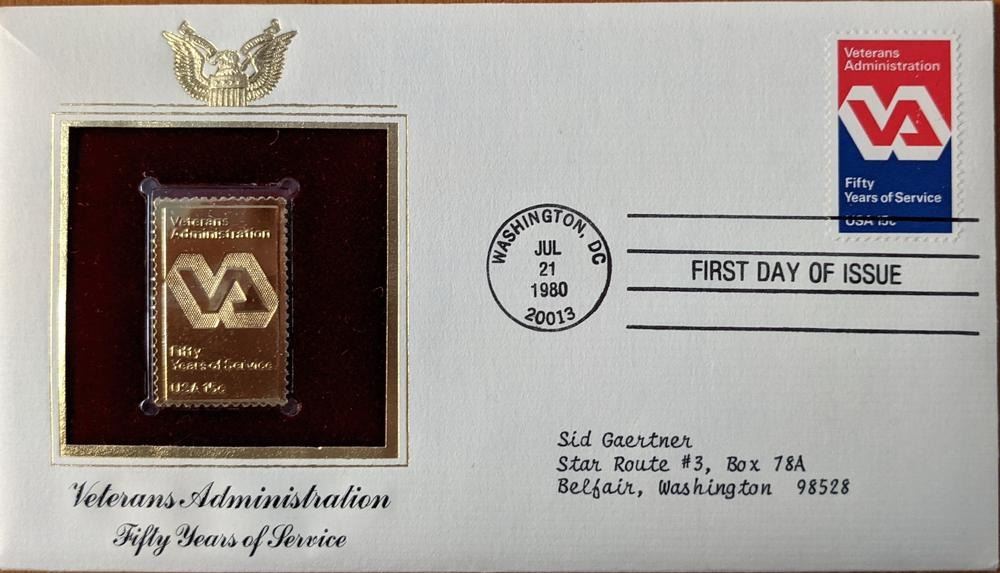 Veterans
Administration
VA
Fifty
Years of Service
USA 15c
Veterans Administration
Fifty Years of Service
WASHINGTON, DC
JUL
21
1980
20013
FIRST DAY OF ISSUE
Veterans
Administration
VA
Fifty
Years of Service
USA 15c
Sid Gaertner
Star Route #3, Box 78A
Belfair, Washington 98528